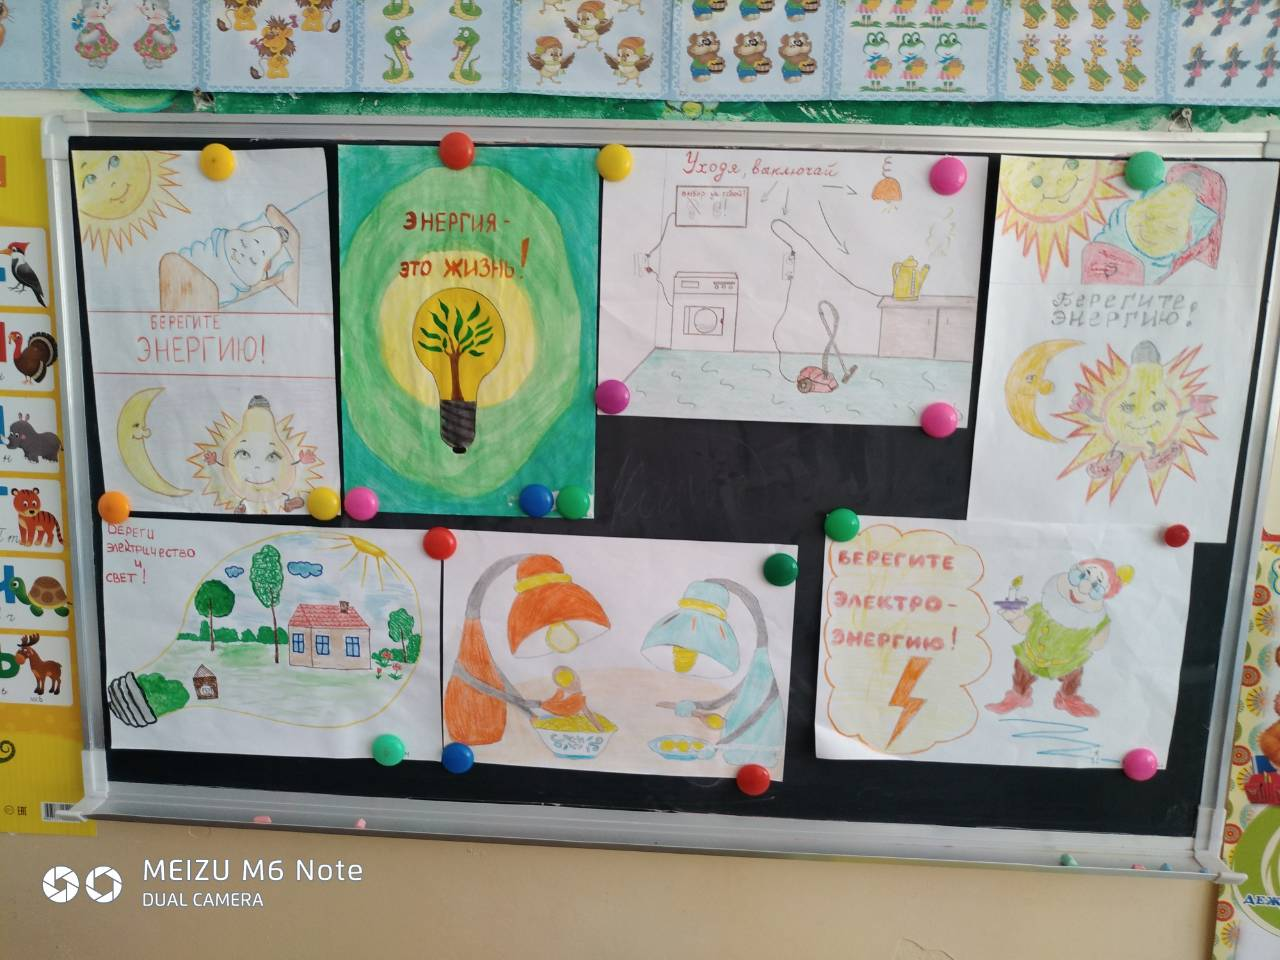 БЕРЕГИТЕ
ЭНЕРГИЮ!
ЭНЕРГИЯ-
ЭТО ЖИЗНЬ!
Уходя, выключай
Берегите
ЭНЕРГИЮ!
Береги
электричество
и
свет!
БЕРЕГИТЕ
ЭЛЕКТРО-
ЭНЕРГИЮ!
MEIZU M6 Note
DUAL CAMERA
ДЕЖ